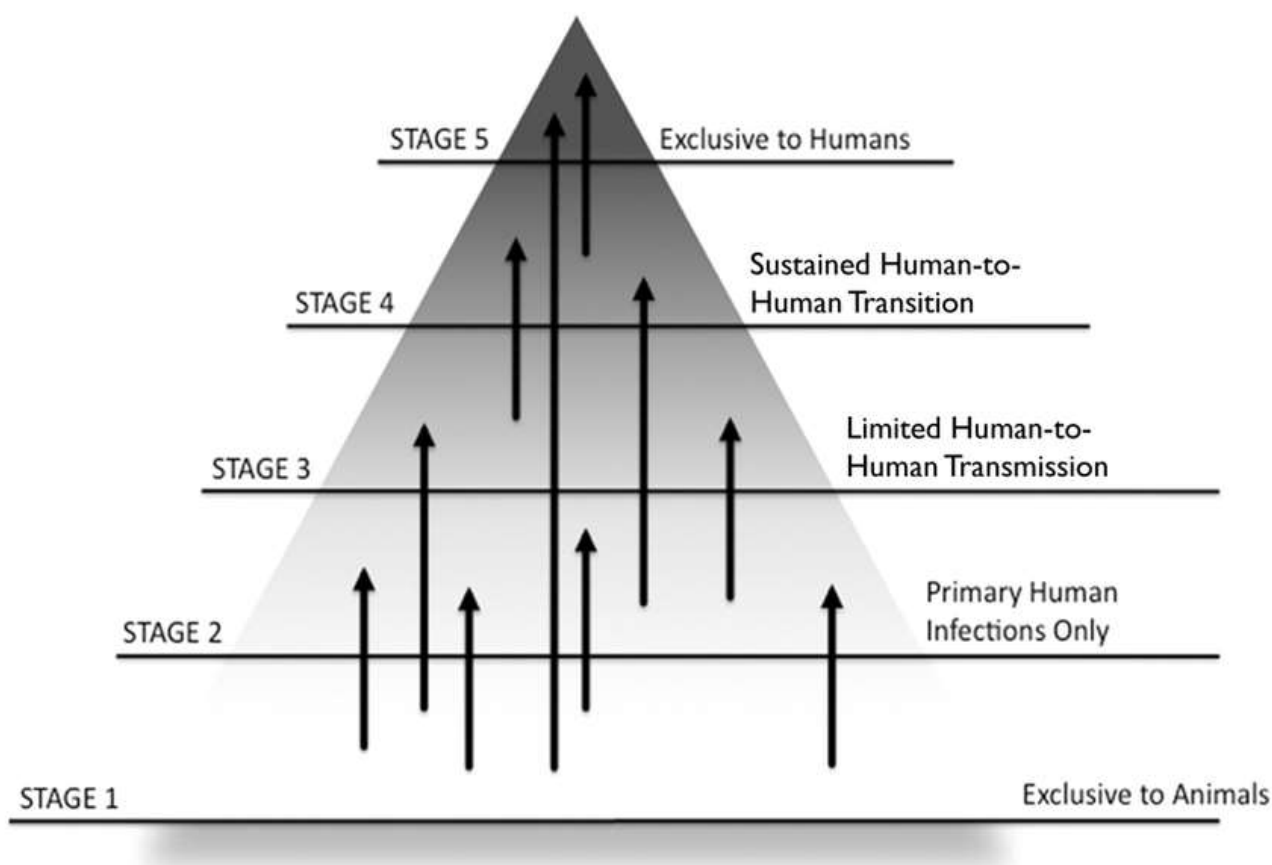 STAGE 5
Exclusive to Humans
STAGE 4
Sustained Human-to-
Human Transition
STAGE 3
Limited Human-to-
Human Transmission
STAGE 2
Primary Human
Infections Only
STAGE 1
Exclusive to Animals